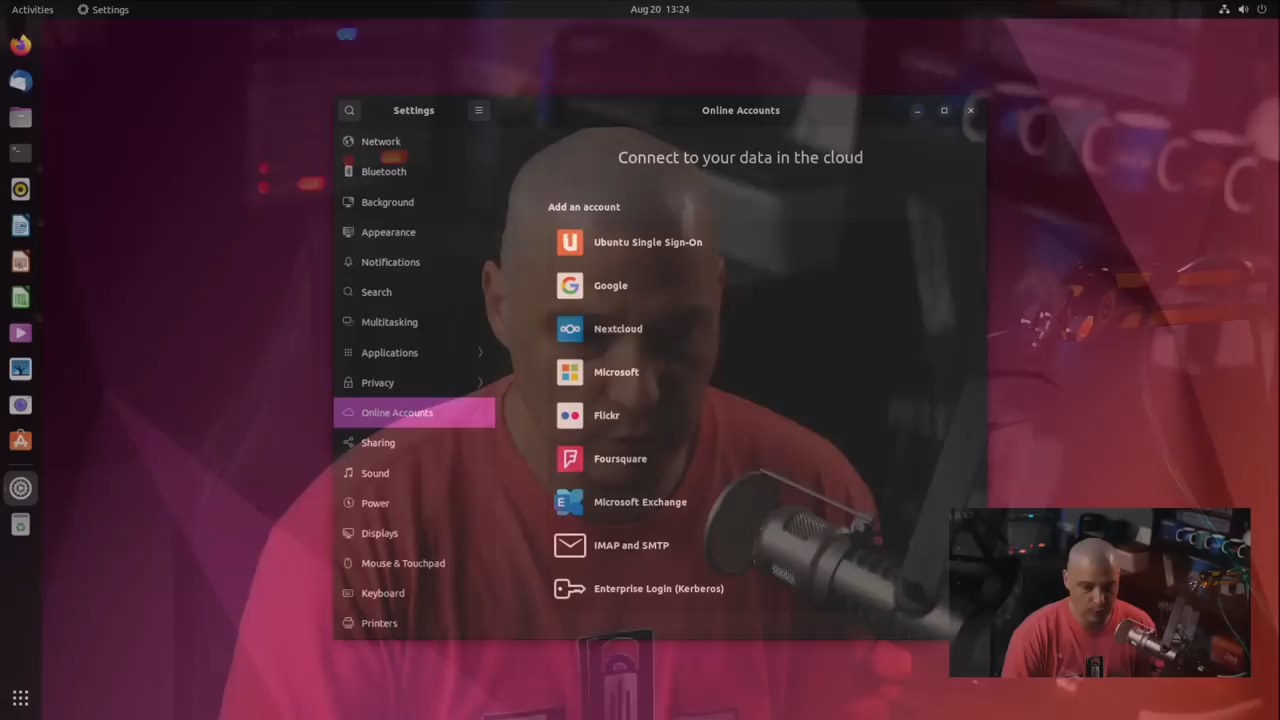 Activities
Settings
Aug 20 13:24
Settings
Online Accounts
Network
Bluetooth
Background
Appearance
Notifications
Search
Multitasking
Applications
Privacy
Online Accounts
Sharing
Sound
Power
Displays
Mouse & Touchpad
Keyboard
Printers
Connect to your data in the cloud
Add an account
Ubuntu Single Sign-On
Google
Nextcloud
Microsoft
Flickr
Foursquare
Microsoft Exchange
IMAP and SMTP
Enterprise Login (Kerberos)